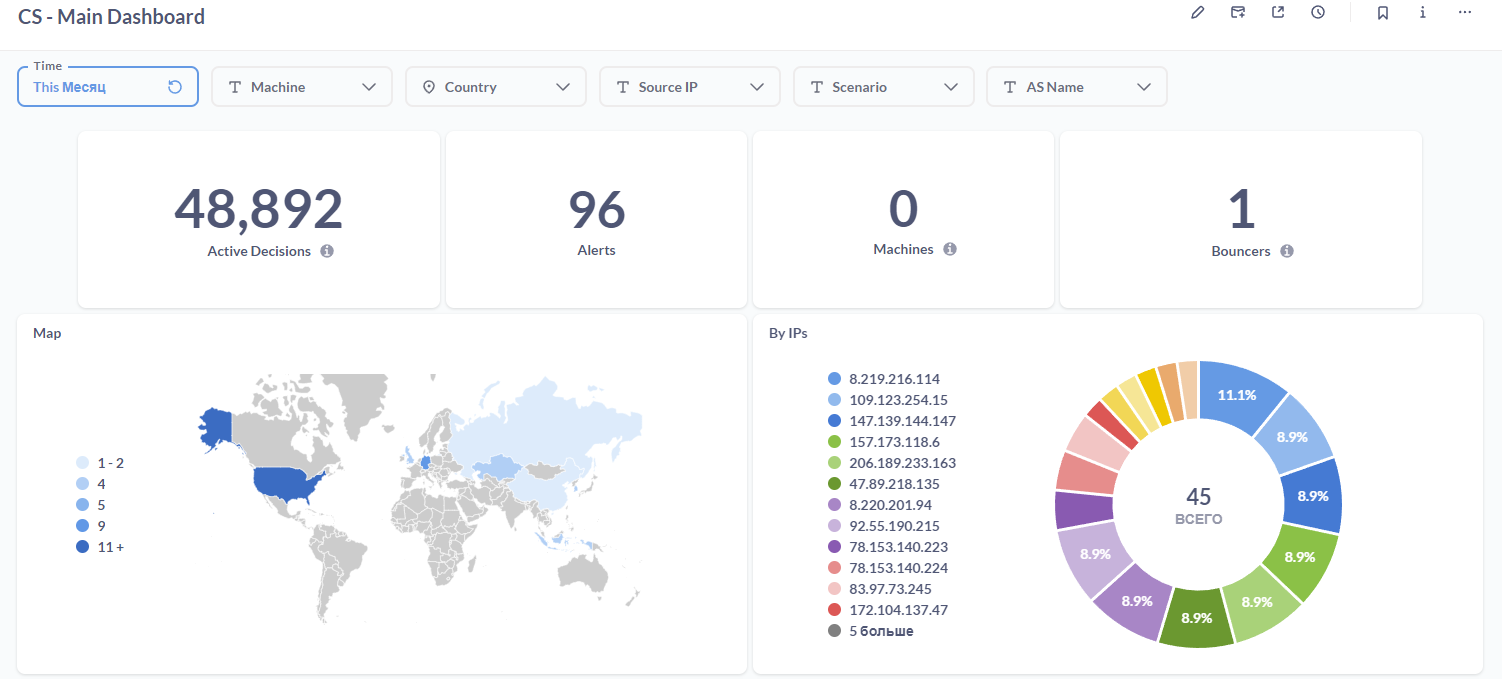 CS - Main Dashboard
Time
This Месяц
Machine
Country
Source IP
Scenario
AS Name
48,892
Active Decisions
96
Alerts
0
Machines
1
Bouncers
Map
1 - 2
4
5
9
11 +
By IPs
8.219.216.114
109.123.254.15
147.139.144.147
157.173.118.6
206.189.233.163
47.89.218.135
8.220.201.94
92.55.190.215
78.153.140.223
78.153.140.224
83.97.73.245
172.104.137.47
5 больше
11.1%
8.9%
8.9%
8.9%
8.9%
8.9%
8.9%
8.9%
45
ВСЕГО